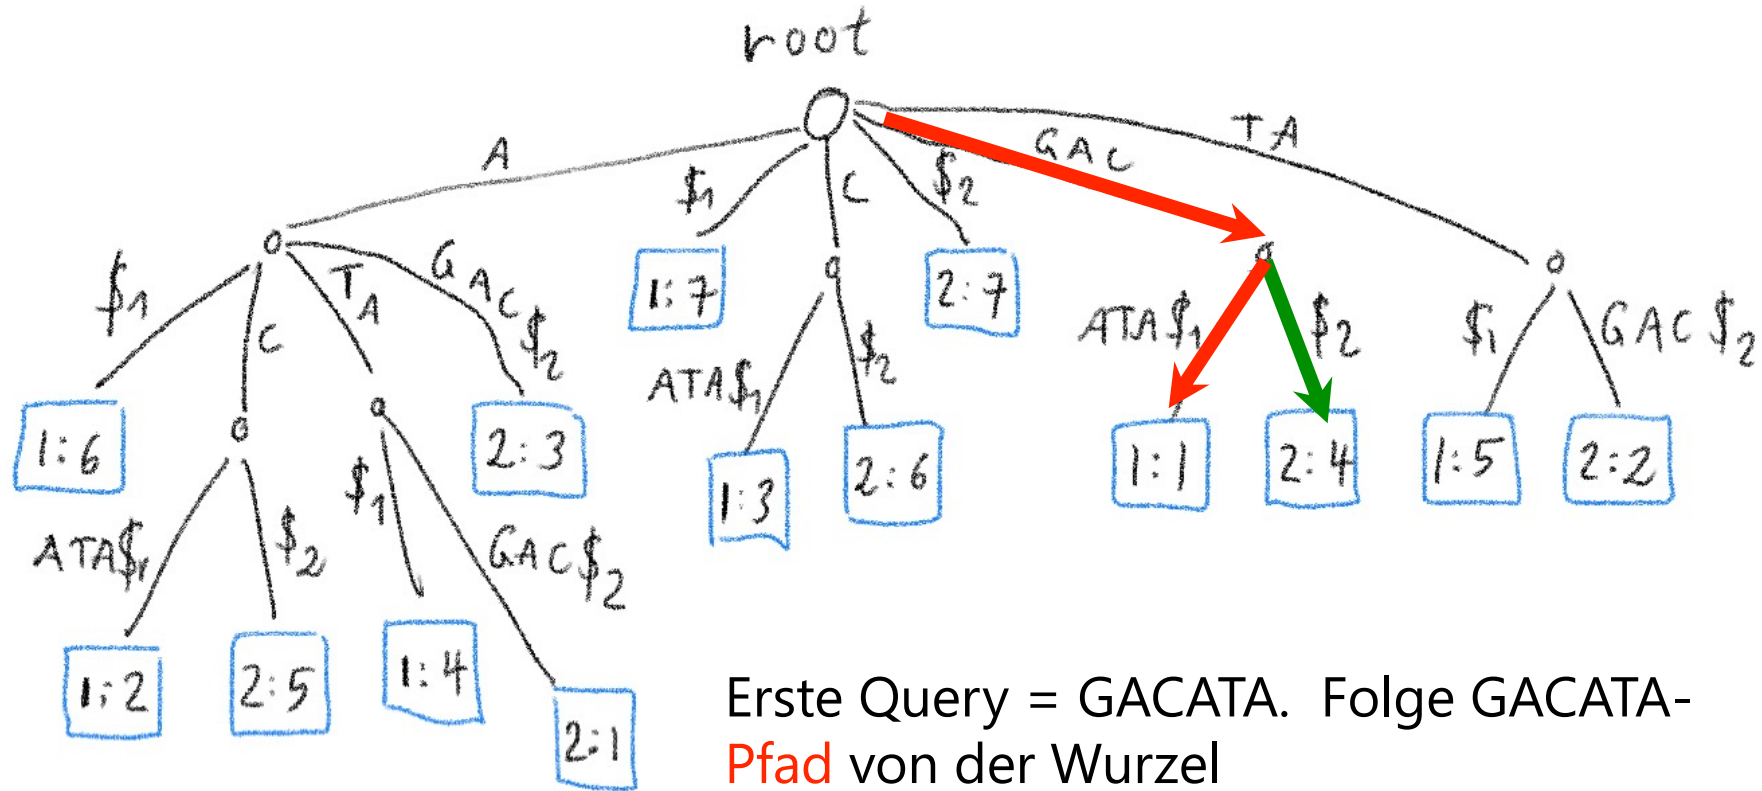 root
A
$1
C
$2
GAC
TA
$1
C
TA
GAC$2
1:7
ATA$1
$2
2:7
ATA$1
$2
$1
GAC$2
1:6
ATA$1
$2
$1
GAC$2
2:3
1:3
2:6
1:1
2:4
1:5
2:2
1:2
2:5
1:4
2:1
Erste Query = GACATA. Folge GACATA-
Pfad von der Wurzel